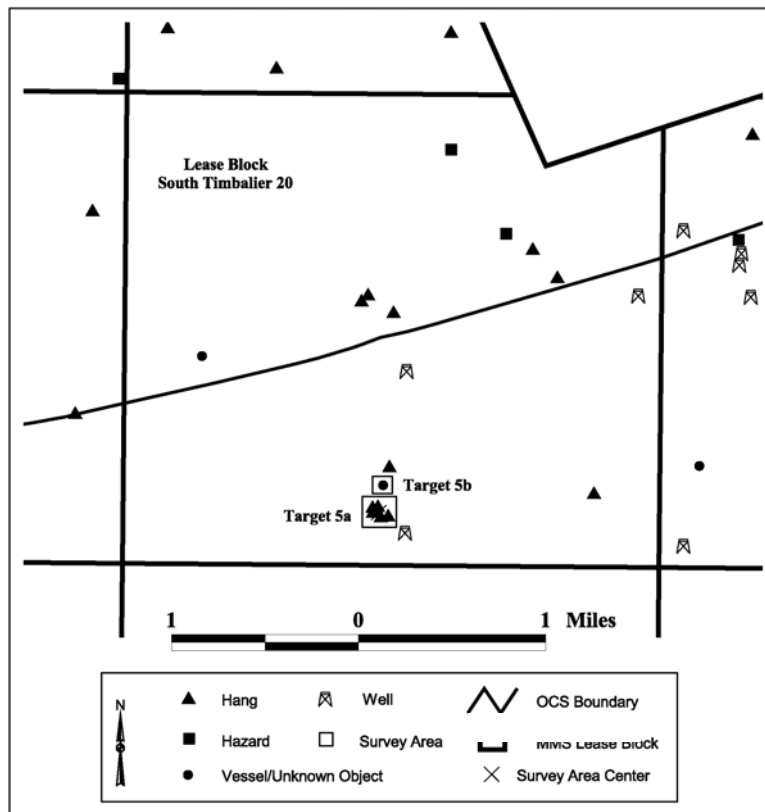 Lease Block
South Timbalier 20
Target 5b
Target 5a
1 0 1 Miles
N
Hang Well OCS Boundary
Hazard Survey Area MMS Lease Block
Vessel/Unknown Object Survey Area Center